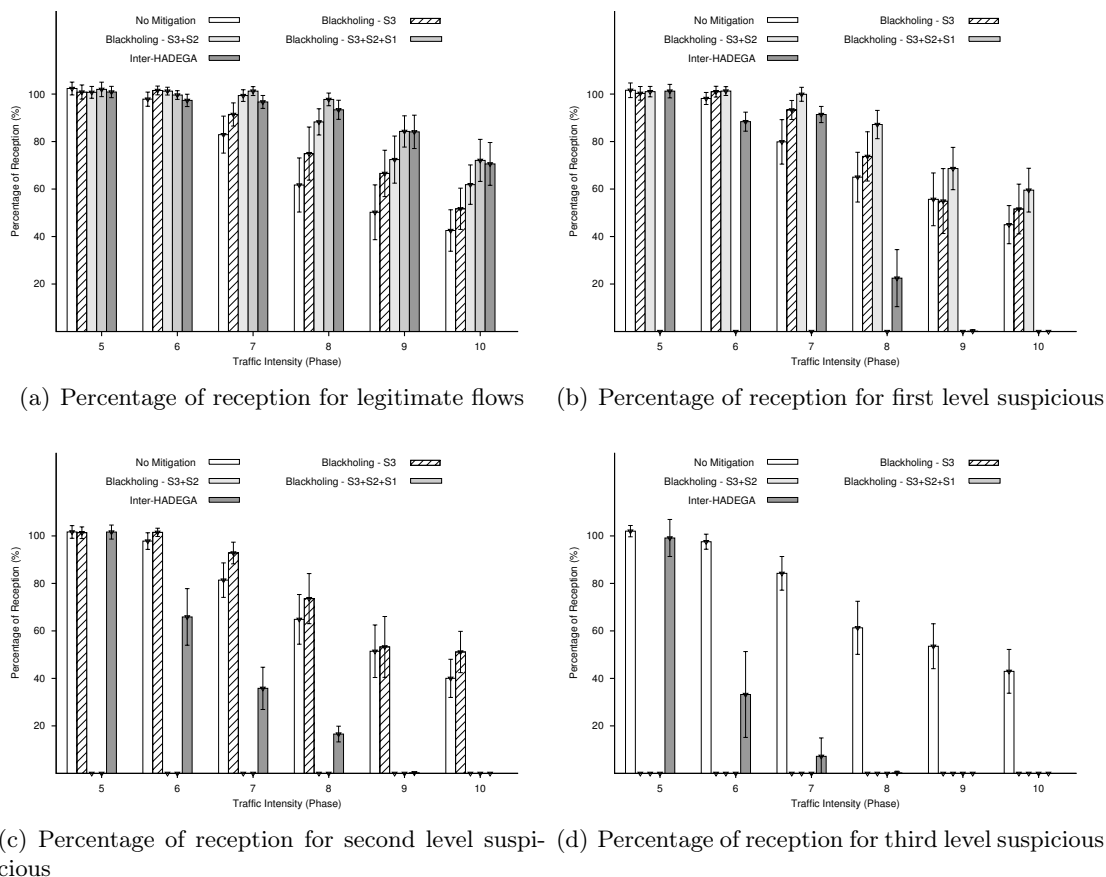 No Mitigation
Blackholing - S3
Blackholing - S3+S2
Blackholing - S3+S2+S1
Inter-HADEGA
Percentage of Reception (%)
100
80
60
40
20
5 6 7 8 9 10
Traffic Intensity (Phase)
(a) Percentage of reception for legitimate flows
No Mitigation
Blackholing - S3
Blackholing - S3+S2
Blackholing - S3+S2+S1
Inter-HADEGA
Percentage of Reception (%)
100
80
60
40
20
5 6 7 8 9 10
Traffic Intensity (Phase)
(b) Percentage of reception for first level suspicious
No Mitigation
Blackholing - S3
Blackholing - S3+S2
Blackholing - S3+S2+S1
Inter-HADEGA
Percentage of Reception (%)
100
80
60
40
20
5 6 7 8 9 10
Traffic Intensity (Phase)
(c) Percentage of reception for second level suspi-
cious
No Mitigation
Blackholing - S3
Blackholing - S3+S2
Blackholing - S3+S2+S1
Inter-HADEGA
Percentage of Reception (%)
100
80
60
40
20
5 6 7 8 9 10
Traffic Intensity (Phase)
(d) Percentage of reception for third level suspicious